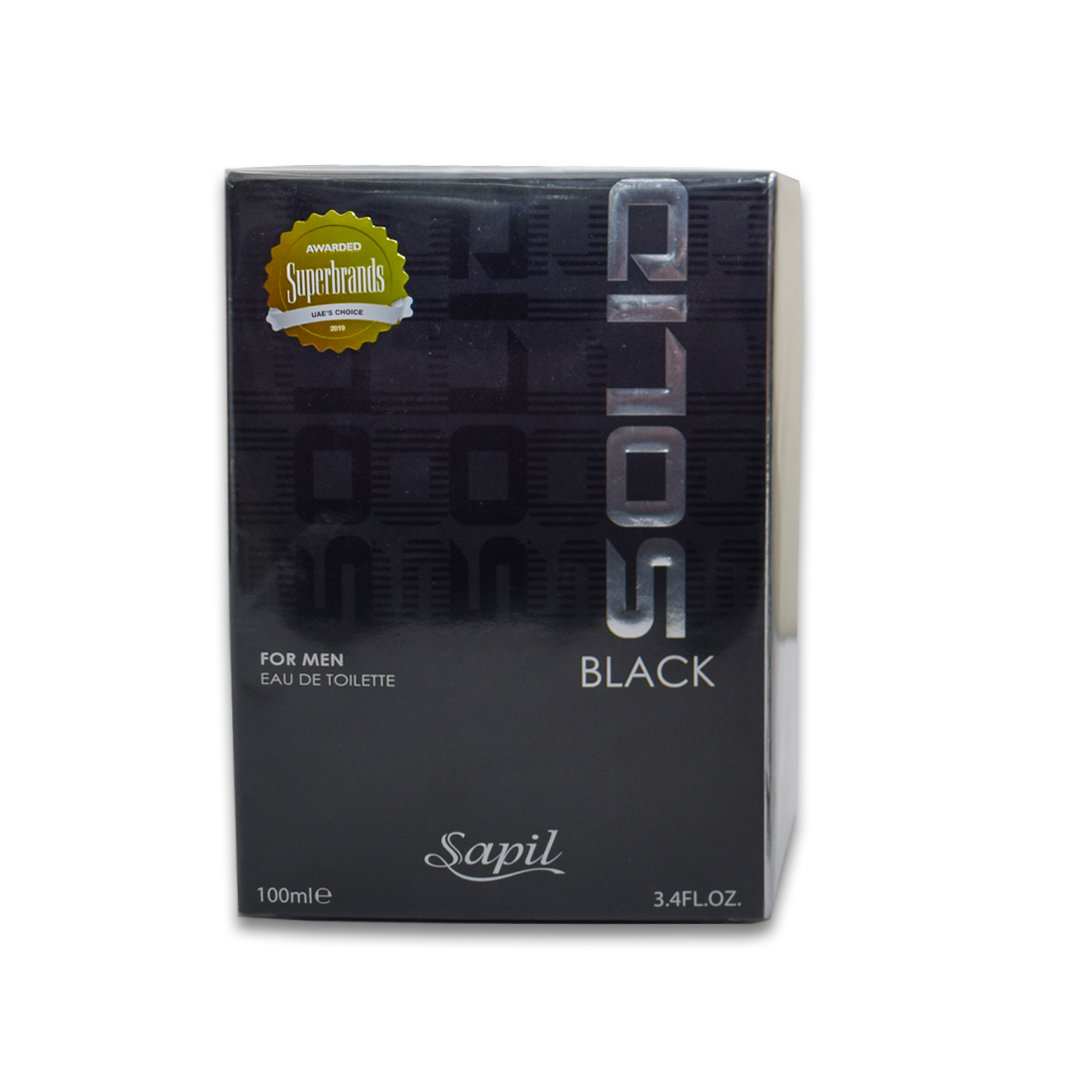 AWARDED
Superbrands
UAE'S CHOICE
2019
SOLID
BLACK
FOR MEN
EAU DE TOILETTE
Sapil
100ml℮
3.4FL.OZ.